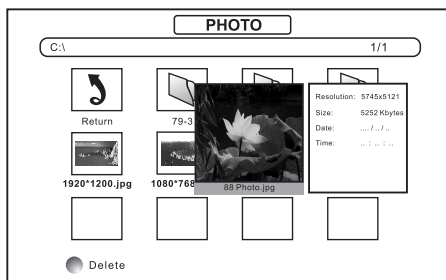 PHOTO
C:\ 1/1
Return 79-3
Resolution: 5745x5121
Size: 5252 Kbytes
Date: .... / .. / ..
Time: .. : .. : ..
1920*1200.jpg 1080*768
88 Photo.jpg
Delete